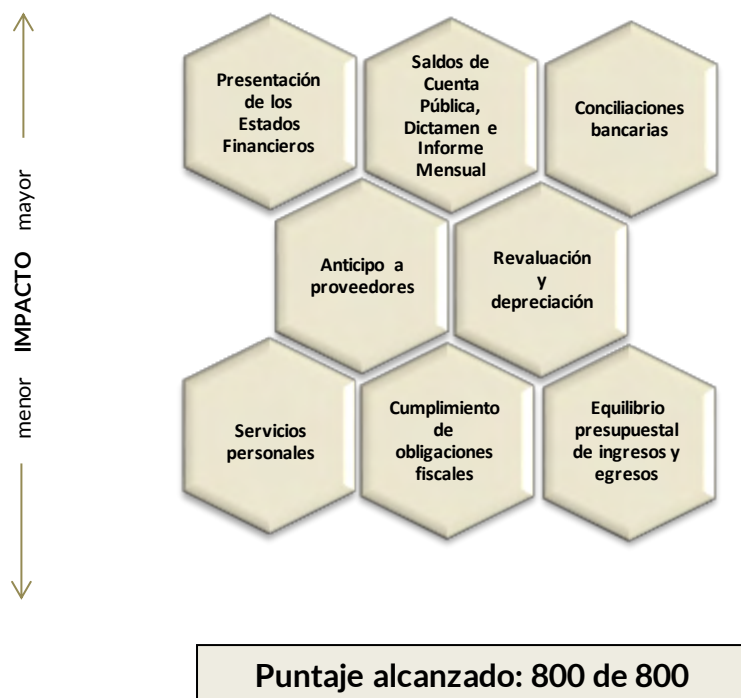 Presentación
de los
Estados
Financieros
Saldos de
Cuenta
Pública,
Dictamen e
Informe
Mensual
Conciliaciones
bancarias
menor IMPACTO mayor
Anticipo a
proveedores
Revaluación
y
depreciación
Servicios
personales
Cumplimiento
de
obligaciones
fiscales
Equilibrio
presupuestal
de ingresos y
egresos
Puntaje alcanzado: 800 de 800